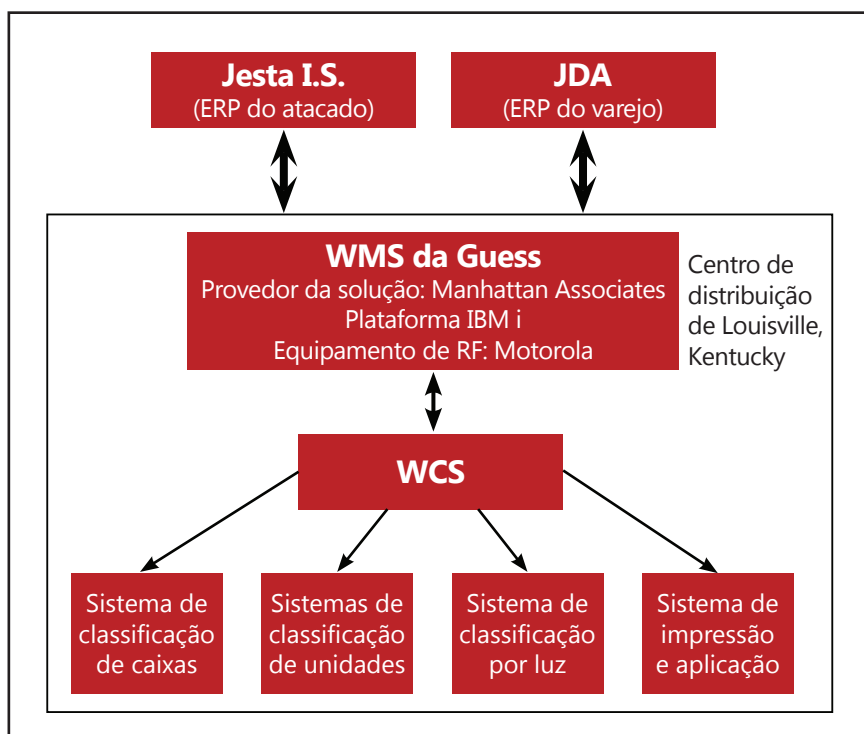 Jesta I.S.
(ERP do atacado)
JDA
(ERP do varejo)
WMS da Guess
Provedor da solução: Manhattan Associates
Plataforma IBM i
Equipamento de RF: Motorola
Centro de
distribuição
de Louisville,
Kentucky
WCS
Sistema de
classificação
de caixas
Sistemas de
classificação
de unidades
Sistema de
classificação
por luz
Sistema de
impressão
e aplicação